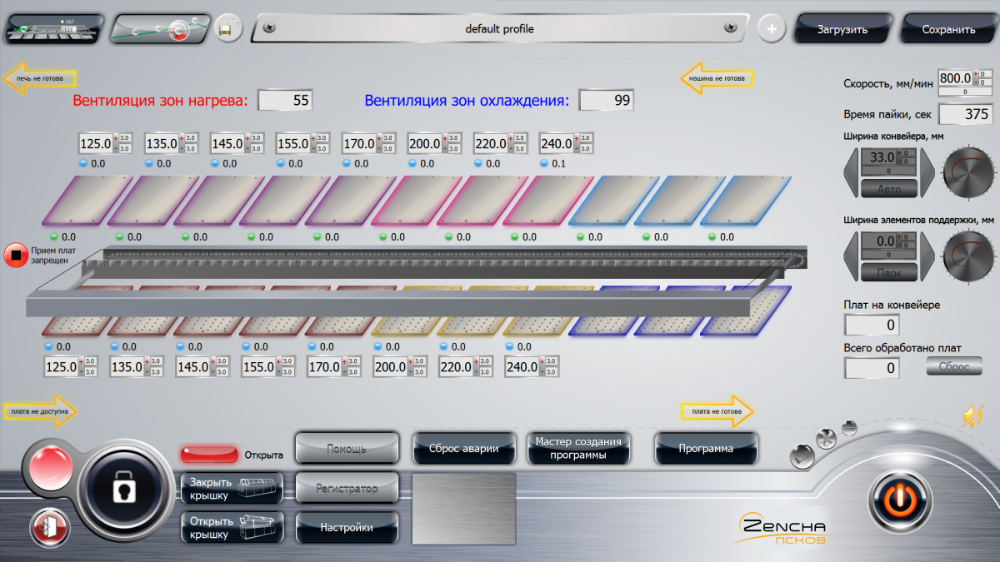 567
123
default profile
+
Загрузить
Сохранить
печь не готова
машина не готова
Скорость, мм/мин
800.0 + 0 - 0
0
Вентиляция зон нагрева: 55
Вентиляция зон охлаждения: 99
Время пайки, сек 375
Ширина конвейера, мм
125.0 + 3.0 - 3.0
135.0 + 3.0 - 3.0
145.0 + 3.0 - 3.0
155.0 + 3.0 - 3.0
170.0 + 3.0 - 3.0
200.0 + 3.0 - 3.0
220.0 + 3.0 - 3.0
240.0 + 3.0 - 3.0
0.0 0.0 0.0 0.0 0.0 0.0 0.0 0.1
33.0 + 0 - 0
0
Авто
Ширина элементов поддержки, мм
0.0 + 0 - 0
0
Парк
0.0 0.0 0.0 0.0 0.0 0.0 0.0 0.0 0.0 0.0 0.0
Прием плат
запрещен
Плат на конвейере
0
Всего обработано плат
0
Сброс
0.0 0.0 0.0 0.0 0.0 0.0 0.0 0.0
125.0 + 3.0 - 3.0
135.0 + 3.0 - 3.0
145.0 + 3.0 - 3.0
155.0 + 3.0 - 3.0
170.0 + 3.0 - 3.0
200.0 + 3.0 - 3.0
220.0 + 3.0 - 3.0
240.0 + 3.0 - 3.0
плата не доступна
плата не готова
Открыта
Помощь
Сброс аварии
Мастер создания
программы
Программа
Закрыть
крышку
Регистратор
Открыть
крышку
Настройки
ZENCHA
ПСКОВ